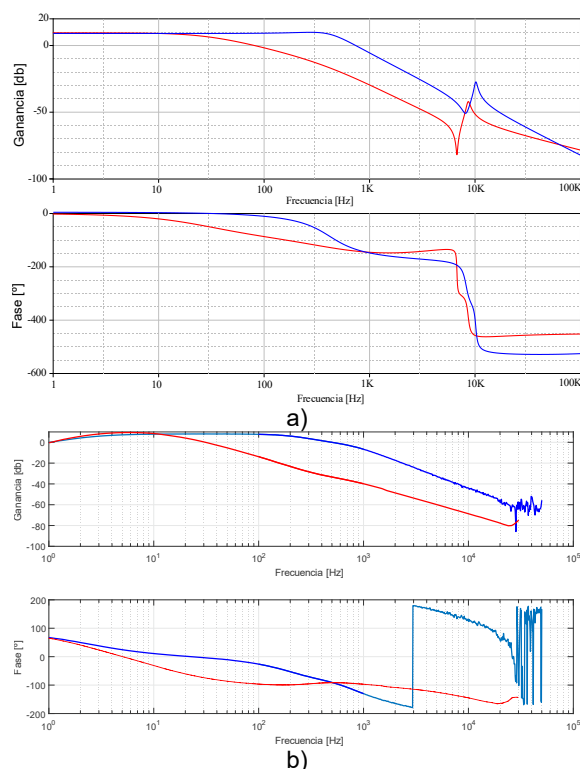 Ganancia [db]
0
-50
-100
1
10
100
1K
10K
100K
Frecuencia [Hz]
Fase [º]
0
-200
-400
-600
1
10
100
1K
10K
100K
Frecuencia [Hz]
a)
Ganancia [db]
0
-20
-40
-60
-80
-100
10^0
10^1
10^2
10^3
10^4
10^5
Frecuencia [Hz]
Fase [º]
200
100
0
-100
-200
10^0
10^1
10^2
10^3
10^4
10^5
Frecuencia [Hz]
b)